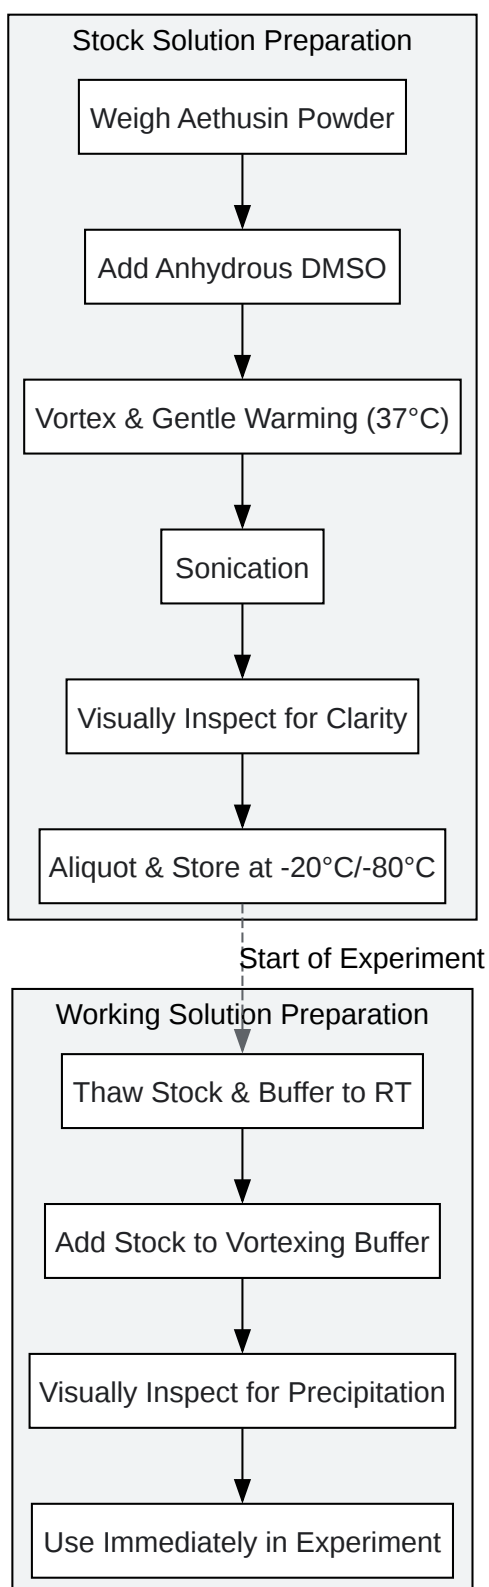 Stock Solution Preparation
Weigh Aethusin Powder
Add Anhydrous DMSO
Vortex & Gentle Warming (37°C)
Sonication
Visually Inspect for Clarity
Aliquot & Store at -20°C/-80°C
Start of Experiment
Working Solution Preparation
Thaw Stock & Buffer to RT
Add Stock to Vortexing Buffer
Visually Inspect for Precipitation
Use Immediately in Experiment